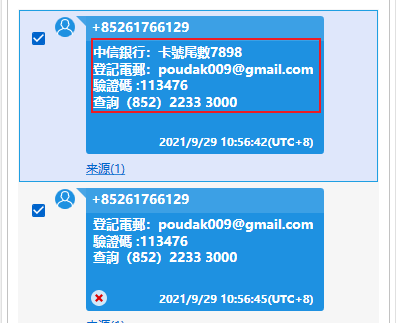 +85261766129
中信銀行：卡號尾數7898
登記電郵：poudak009@gmail.com
驗證碼 :113476
查詢（852）2233 3000
2021/9/29 10:56:42(UTC+8)
来源(1)
+85261766129
登記電郵：poudak009@gmail.com
驗證碼 :113476
查詢（852）2233 3000
2021/9/29 10:56:45(UTC+8)